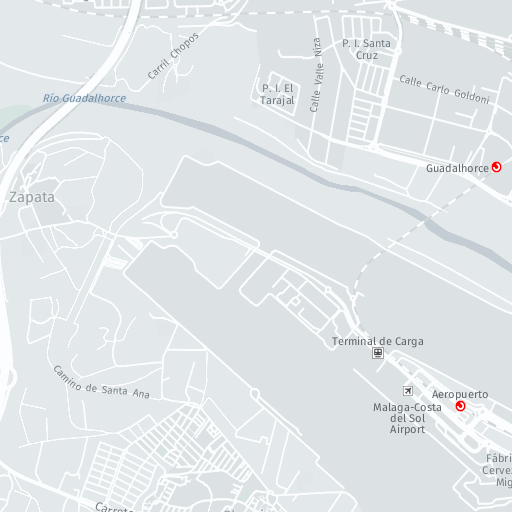 P. I. Santa
Cruz
Carril Chopos
Calle Valle Niza
Calle Carlo Goldoni
P. I. El
Tarajal
Río Guadalhorce
Guadalhorce
Zapata
Terminal de Carga
Camino de Santa Ana
Aeropuerto
Malaga-Costa
del Sol
Airport